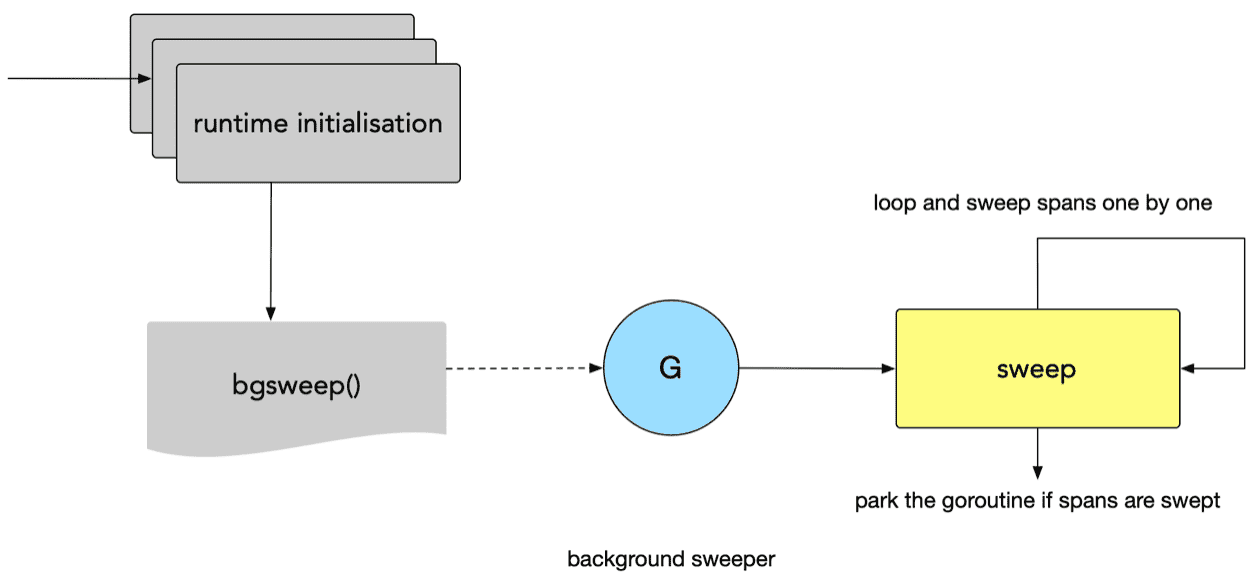 runtime initialisation
loop and sweep spans one by one
bgsweep()
G
sweep
park the goroutine if spans are swept
background sweeper